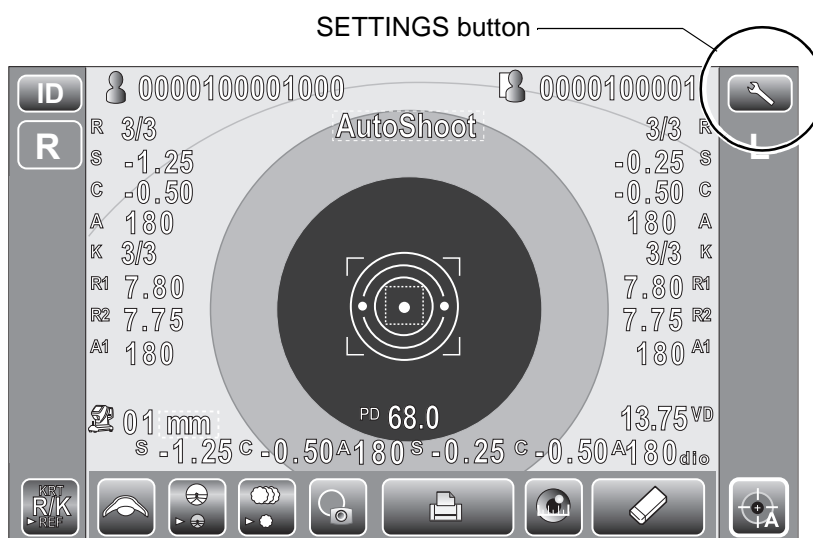 SETTINGS button
ID 0000100001000 000010000010
R AutoShoot L
R 3/3 3/3 R
S -1.25 -0.25 S
C -0.50 -0.50 C
A 180 180 A
K 3/3 3/3 K
R1 7.80 7.80 R1
R2 7.75 7.75 R2
A1 180 180 A1
01 mm PD 68.0 13.75 VD
S -1.25 C -0.50 A 180 S -0.25 C -0.50 A 180 dio
KRT
R/K
►REF
A